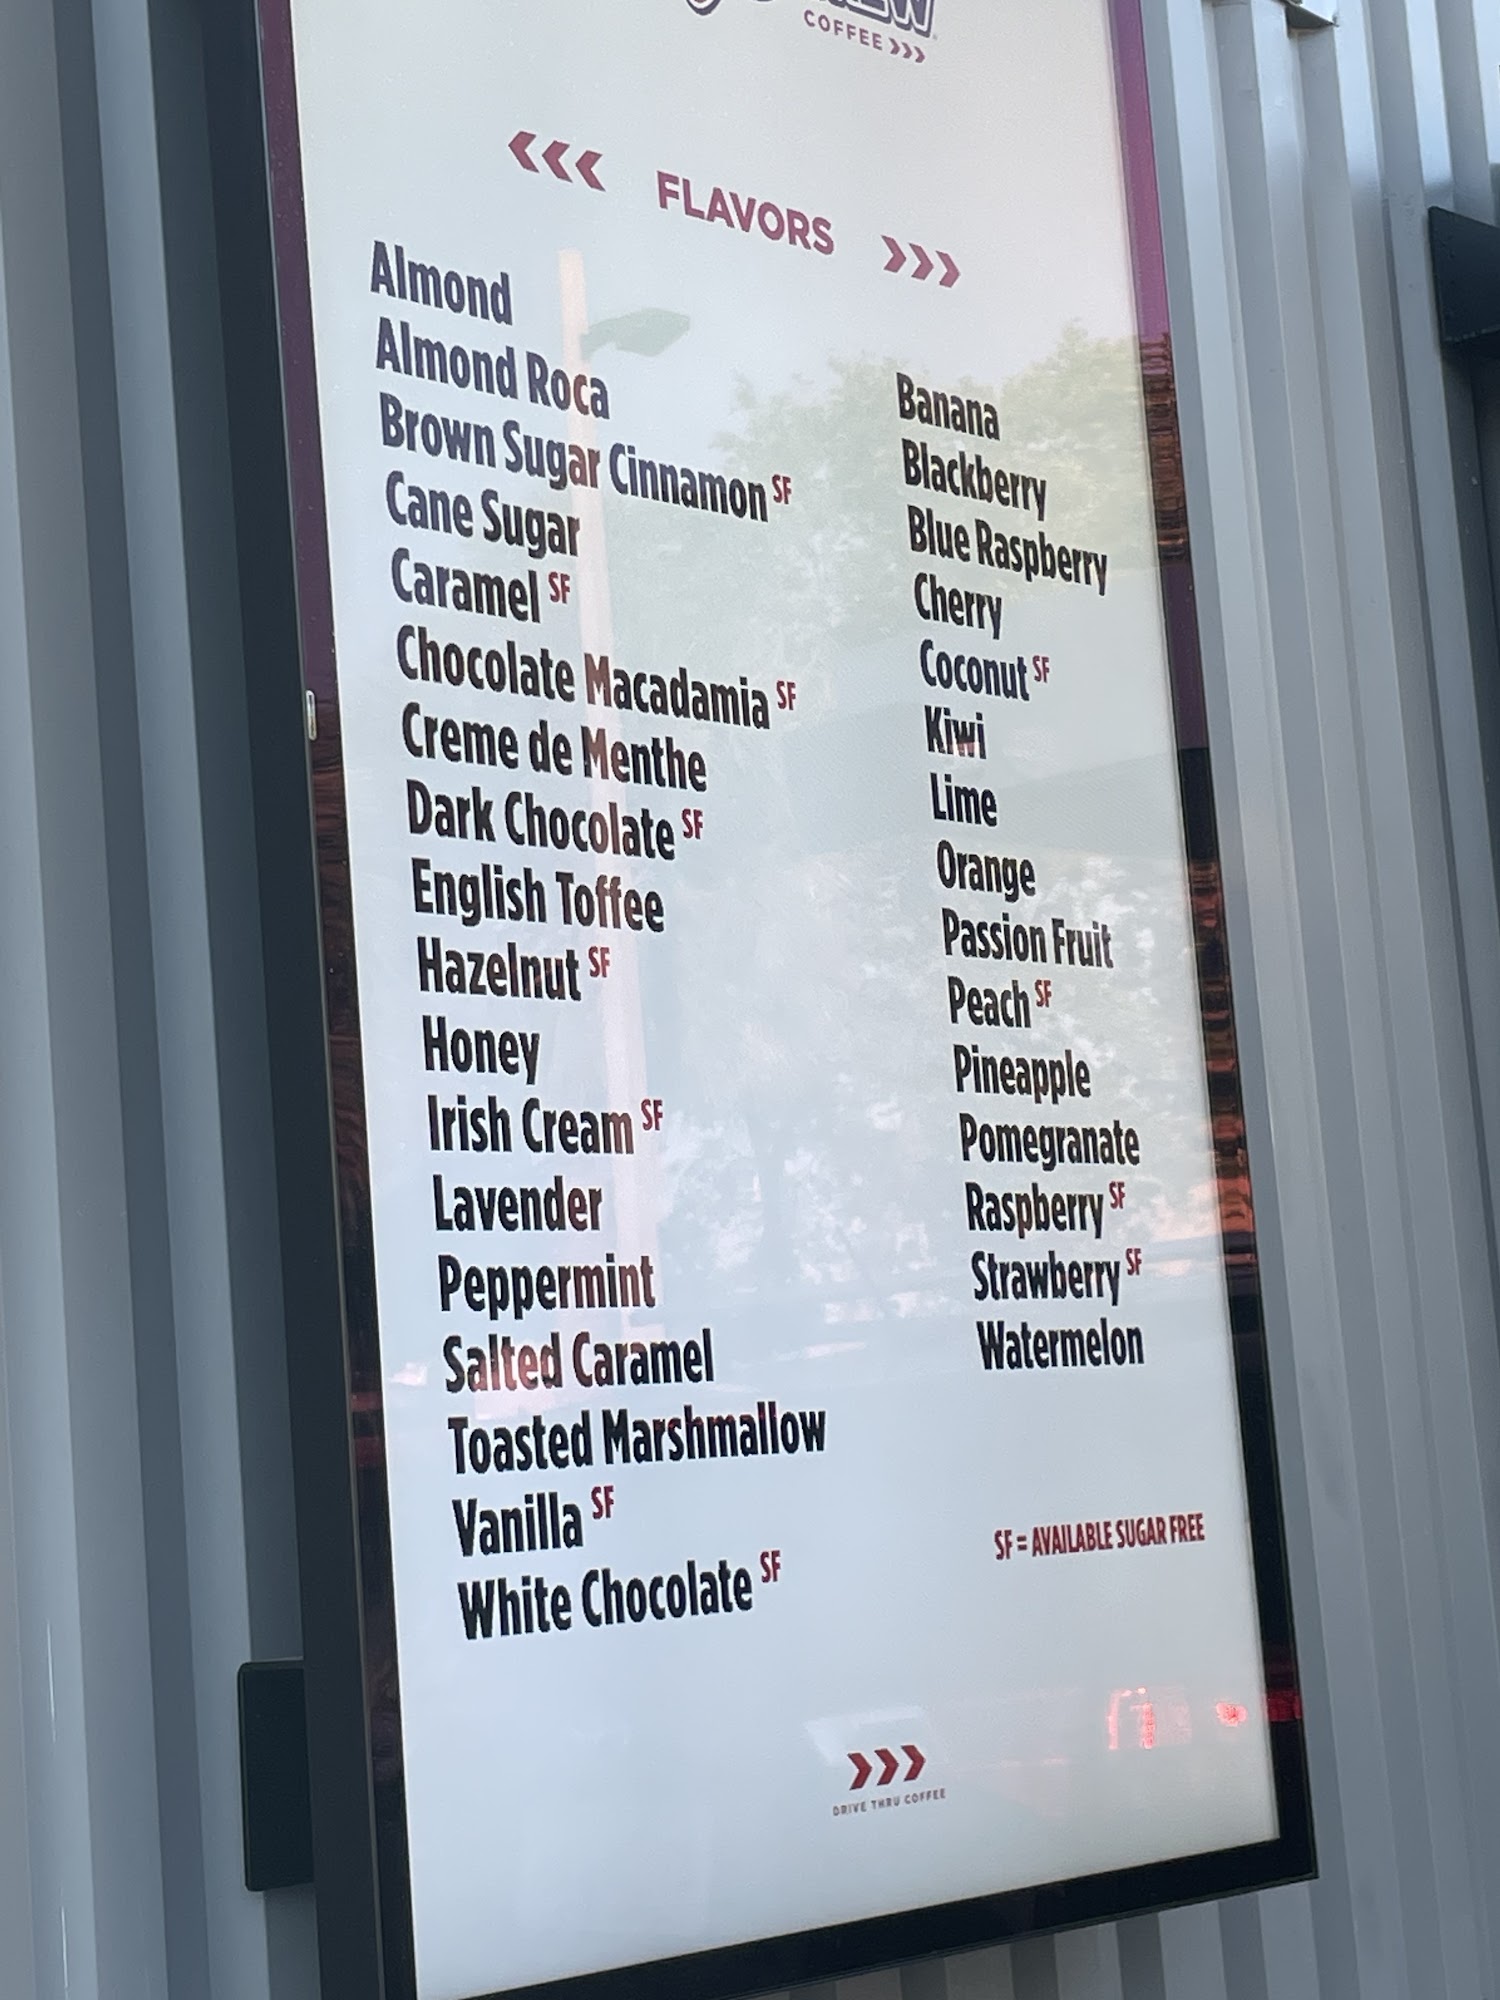 COFFEE >>>
<<< FLAVORS >>>
Almond
Almond Roca
Brown Sugar Cinnamon SF
Cane Sugar
Caramel SF
Chocolate Macadamia SF
Creme de Menthe
Dark Chocolate SF
English Toffee
Hazelnut SF
Honey
Irish Cream SF
Lavender
Peppermint
Salted Caramel
Toasted Marshmallow
Vanilla SF
White Chocolate SF
Banana
Blackberry
Blue Raspberry
Cherry
Coconut SF
Kiwi
Lime
Orange
Passion Fruit
Peach SF
Pineapple
Pomegranate
Raspberry SF
Strawberry SF
Watermelon
SF = AVAILABLE SUGAR FREE
>>>
DRIVE THRU COFFEE